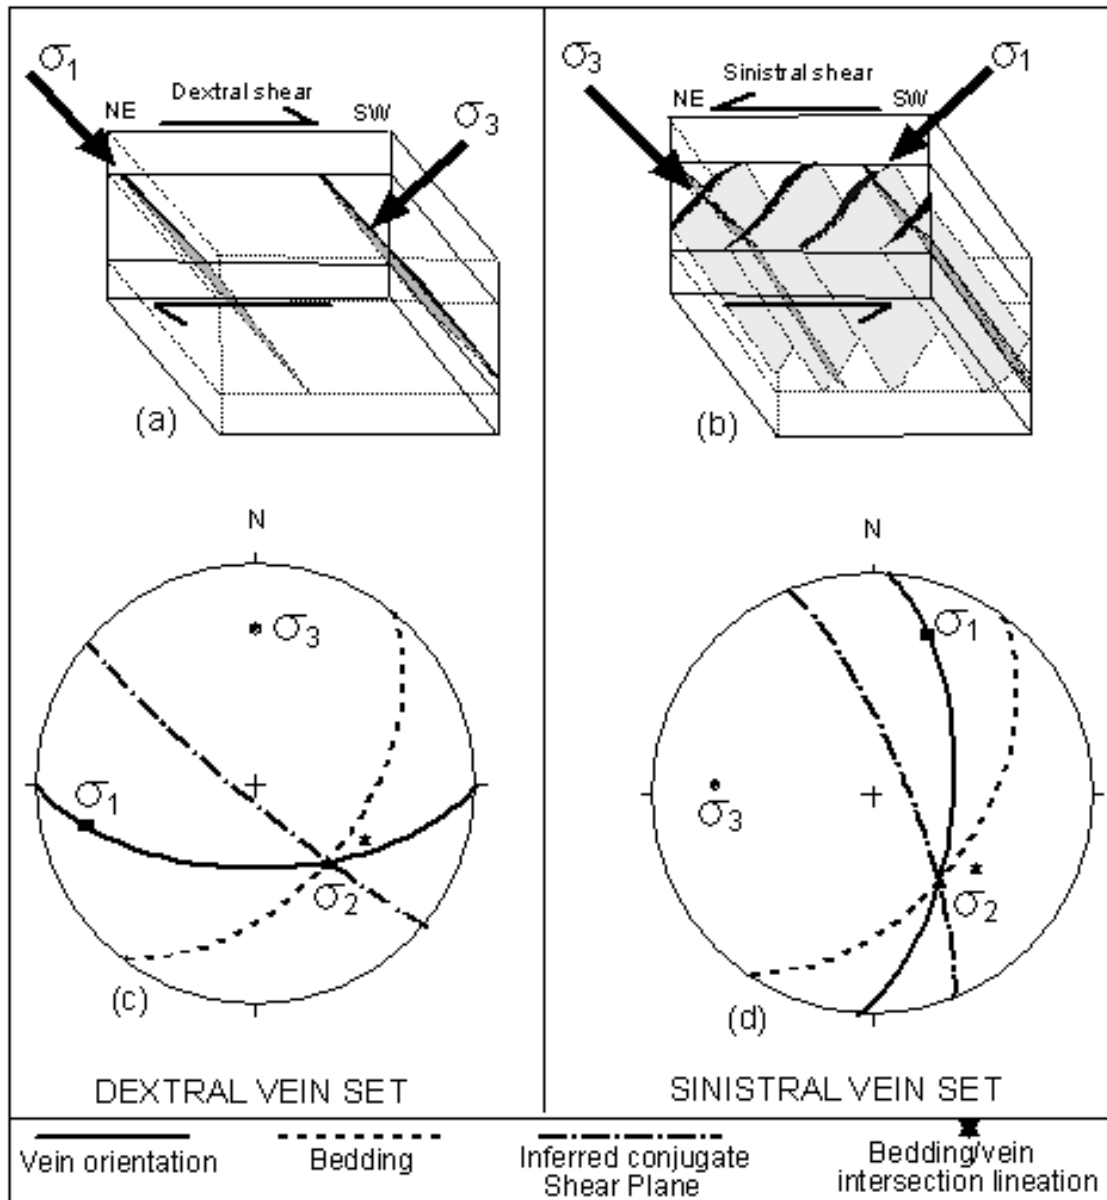 σ1
Dextral shear
NE
SW
σ3
(a)
σ3
Sinistral shear
σ1
NE
SW
(b)
N
σ3
σ1
σ2
(c)
DEXTRAL VEIN SET
N
σ1
σ3
σ2
(d)
SINISTRAL VEIN SET
Vein orientation
Bedding
Inferred conjugate
Shear Plane
Bedding/vein
intersection lineation